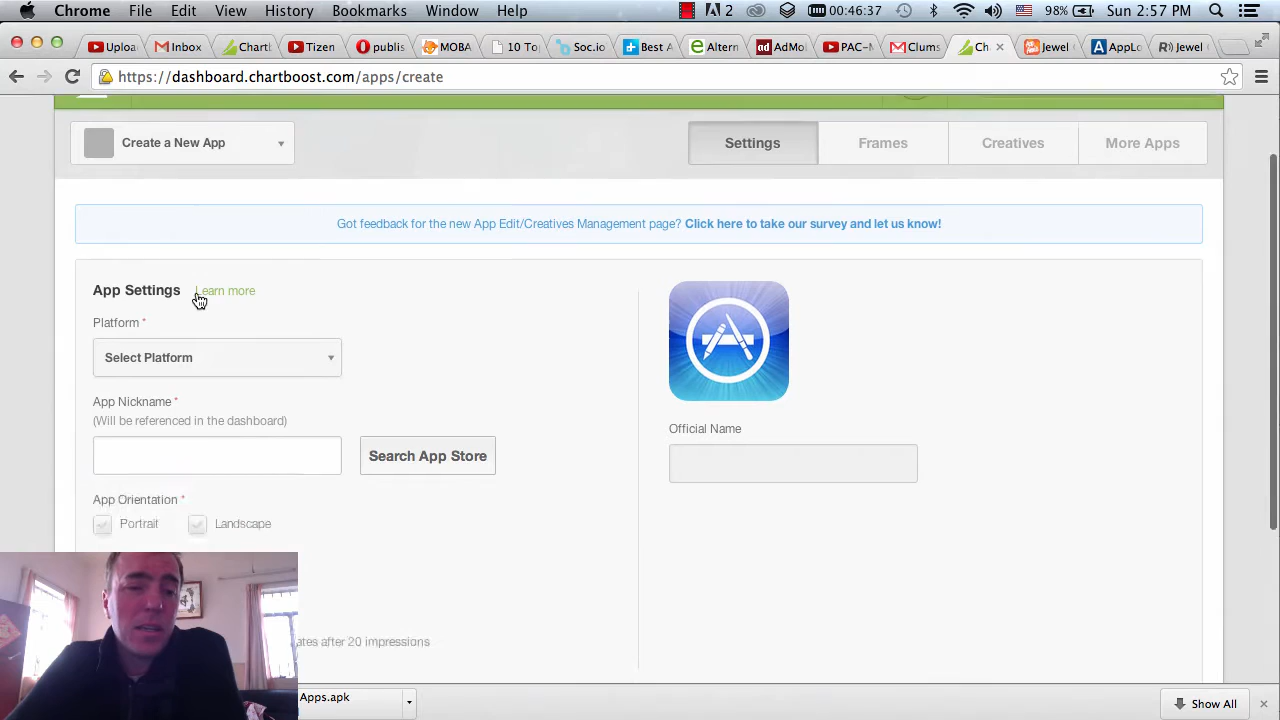 Chrome File Edit View History Bookmarks Window Help 2 00:46:37 98% Sun 2:57 PM
Uploa Inbox Chart Tizen publis MOBA 10 To Soc.io Best A Altern AdMo PAC-M Clums Ch Jewel AppLo Jewel
https://dashboard.chartboost.com/apps/create
Create a New App Settings Frames Creatives More Apps
Got feedback for the new App Edit/Creatives Management page? Click here to take our survey and let us know!
App Settings Learn more
Platform *
Select Platform
App Nickname *
(Will be referenced in the dashboard)
Search App Store
App Orientation *
Portrait Landscape
Official Name
ates after 20 impressions
Apps.apk
Show All